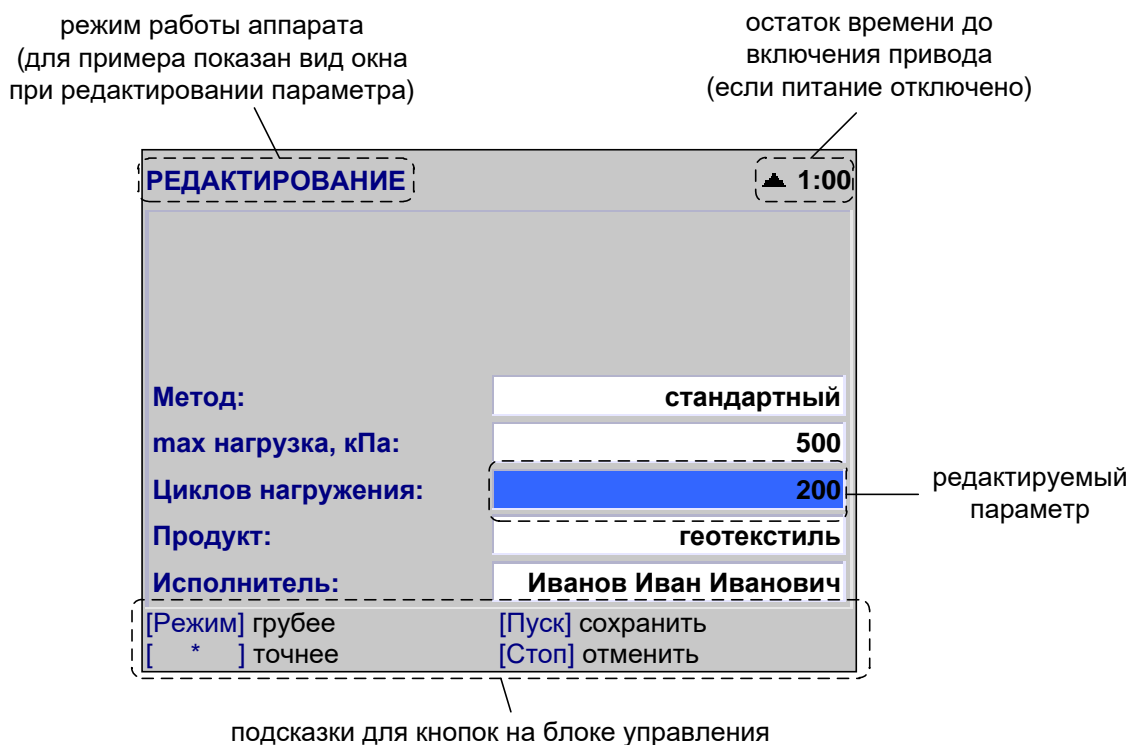 режим работы аппарата
(для примера показан вид окна
при редактировании параметра)
остаток времени до
включения привода
(если питание отключено)
РЕДАКТИРОВАНИЕ
1:00
Метод: стандартный
max нагрузка, кПа: 500
Циклов нагружения: 200
редактируемый
параметр
Продукт: геотекстиль
Исполнитель: Иванов Иван Иванович
[Режим] грубее [Пуск] сохранить
[ * ] точнее [Стоп] отменить
подсказки для кнопок на блоке управления